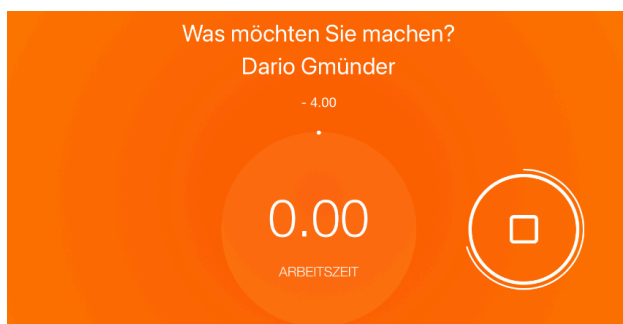 Was möchten Sie machen?
Dario Gmünder
- 4.00
0.00
ARBEITSZEIT